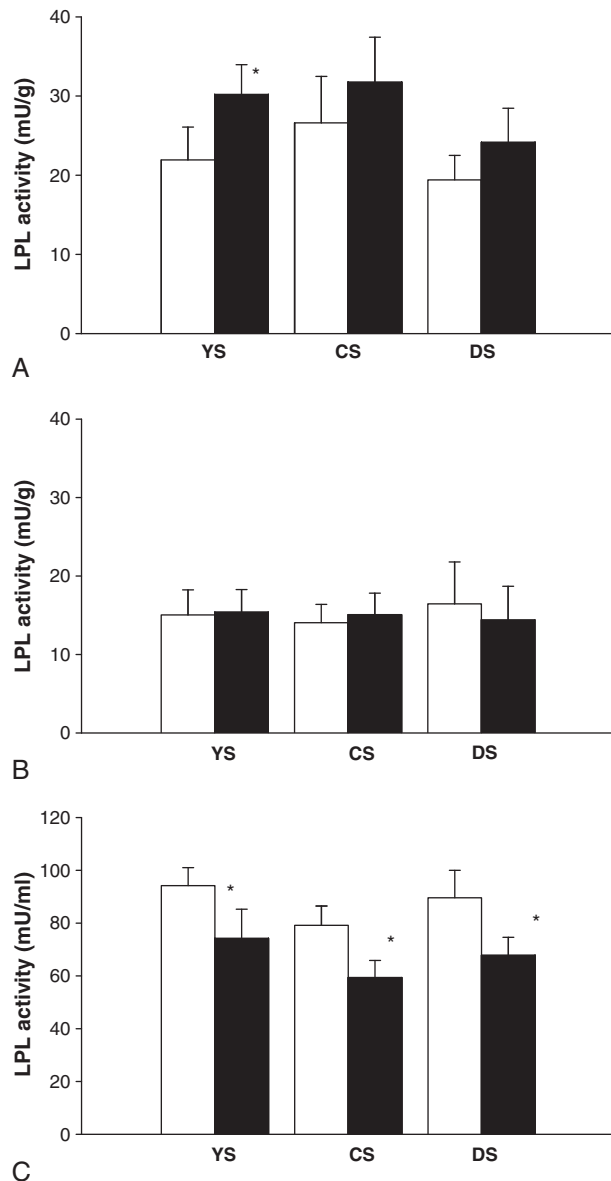 40
30
20
10
0
LPL activity (mU/g)
*
YS
CS
DS
A
40
30
20
10
0
LPL activity (mU/g)
YS
CS
DS
B
120
100
80
60
40
20
0
LPL activity (mU/ml)
*
*
*
YS
CS
DS
C